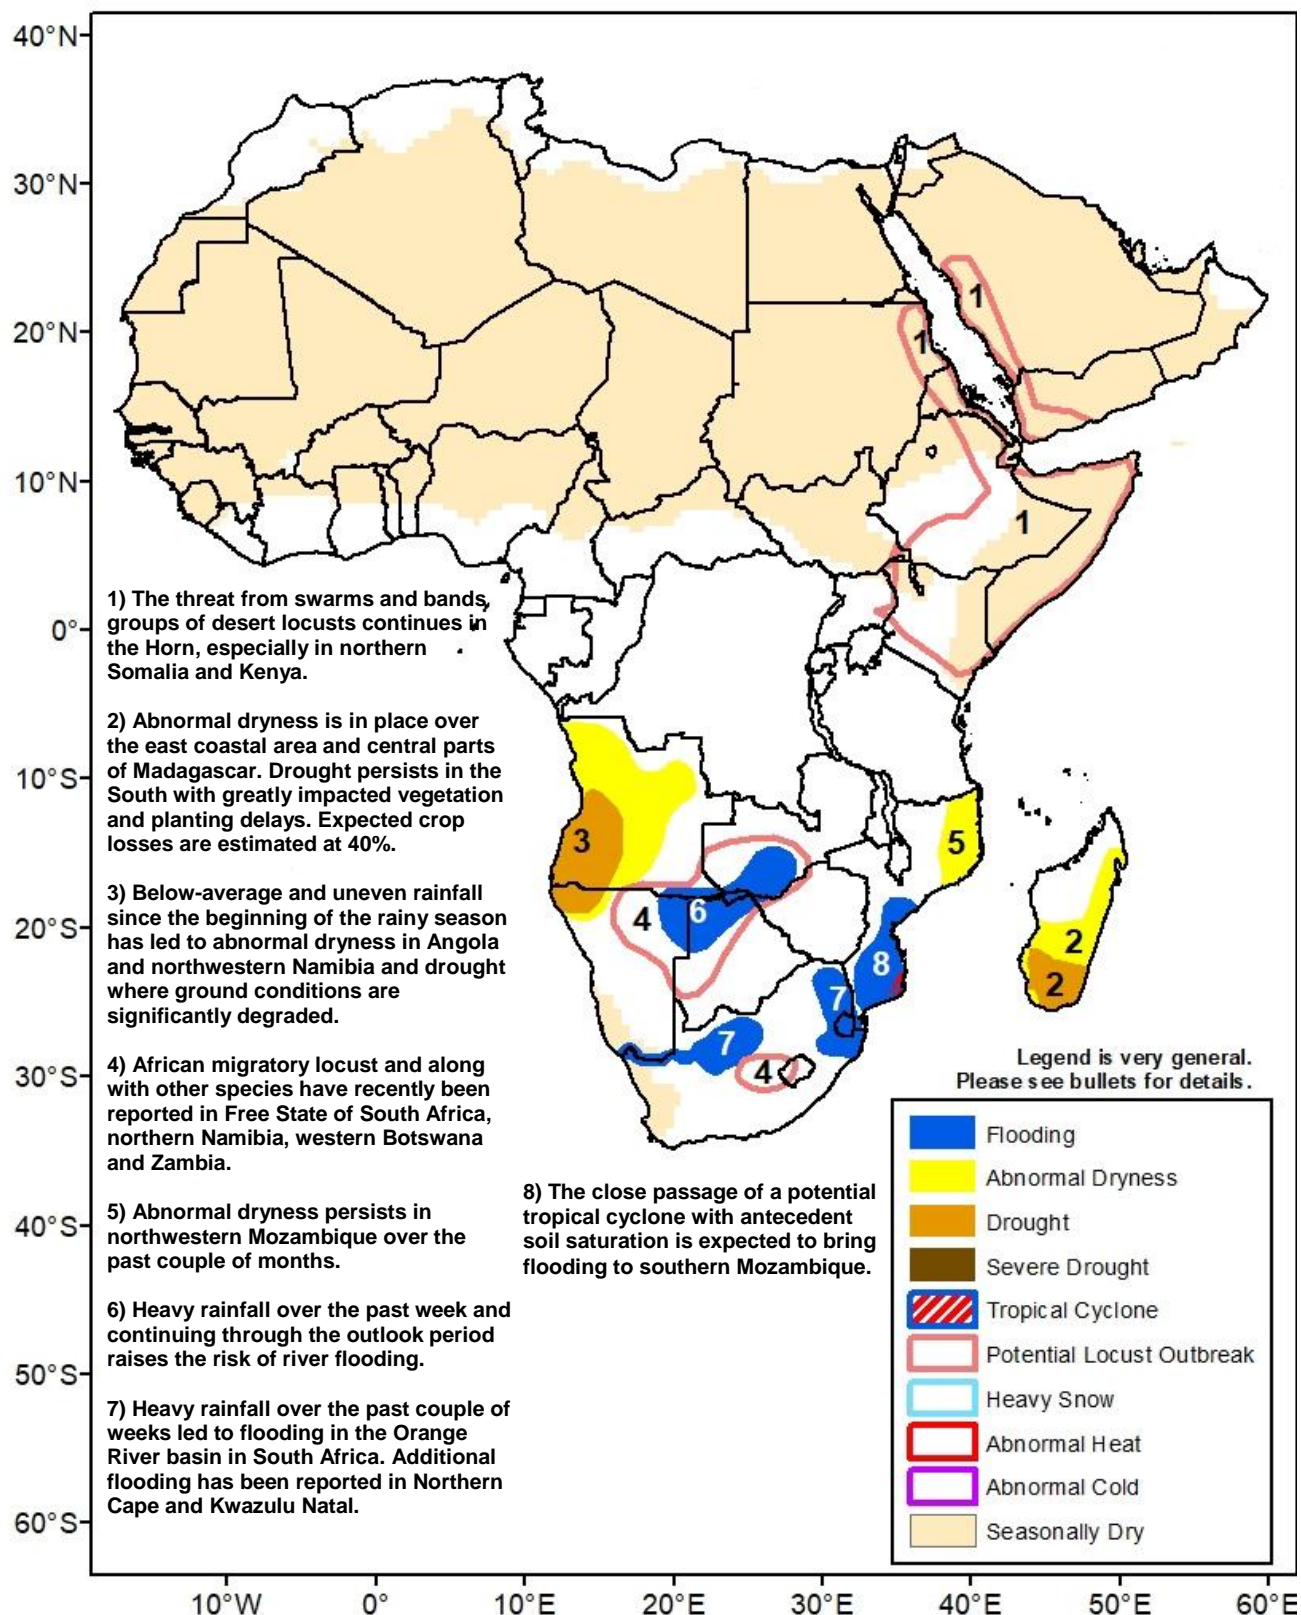 40°N
30°N
20°N
10°N
0°
10°S
20°S
30°S
40°S
50°S
60°S
1
1
1
1) The threat from swarms and bands,
groups of desert locusts continues in
the Horn, especially in northern
Somalia and Kenya.
2) Abnormal dryness is in place over
the east coastal area and central parts
of Madagascar. Drought persists in the
South with greatly impacted vegetation
and planting delays. Expected crop
losses are estimated at 40%.
3) Below-average and uneven rainfall
since the beginning of the rainy season
has led to abnormal dryness in Angola
and northwestern Namibia and drought
where ground conditions are
significantly degraded.
4) African migratory locust and along
with other species have recently been
reported in Free State of South Africa,
northern Namibia, western Botswana
and Zambia.
5) Abnormal dryness persists in
northwestern Mozambique over the
past couple of months.
6) Heavy rainfall over the past week and
continuing through the outlook period
raises the risk of river flooding.
7) Heavy rainfall over the past couple of
weeks led to flooding in the Orange
River basin in South Africa. Additional
flooding has been reported in Northern
Cape and Kwazulu Natal.
8) The close passage of a potential
tropical cyclone with antecedent
soil saturation is expected to bring
flooding to southern Mozambique.
3
5
4
6
2
8
2
7
7
4
Legend is very general.
Please see bullets for details.
Flooding
Abnormal Dryness
Drought
Severe Drought
Tropical Cyclone
Potential Locust Outbreak
Heavy Snow
Abnormal Heat
Abnormal Cold
Seasonally Dry
10°W
0°
10°E
20°E
30°E
40°E
50°E
60°E